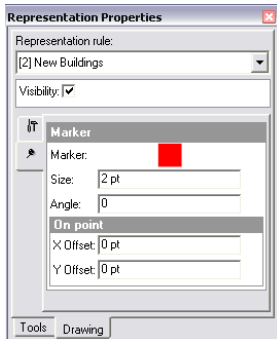 Representation Properties
Representation rule:
[2] New Buildings
Visibility:
Marker
Marker:
Size: 2 pt
Angle: 0
On point
X Offset: 0 pt
Y Offset: 0 pt
Tools Drawing